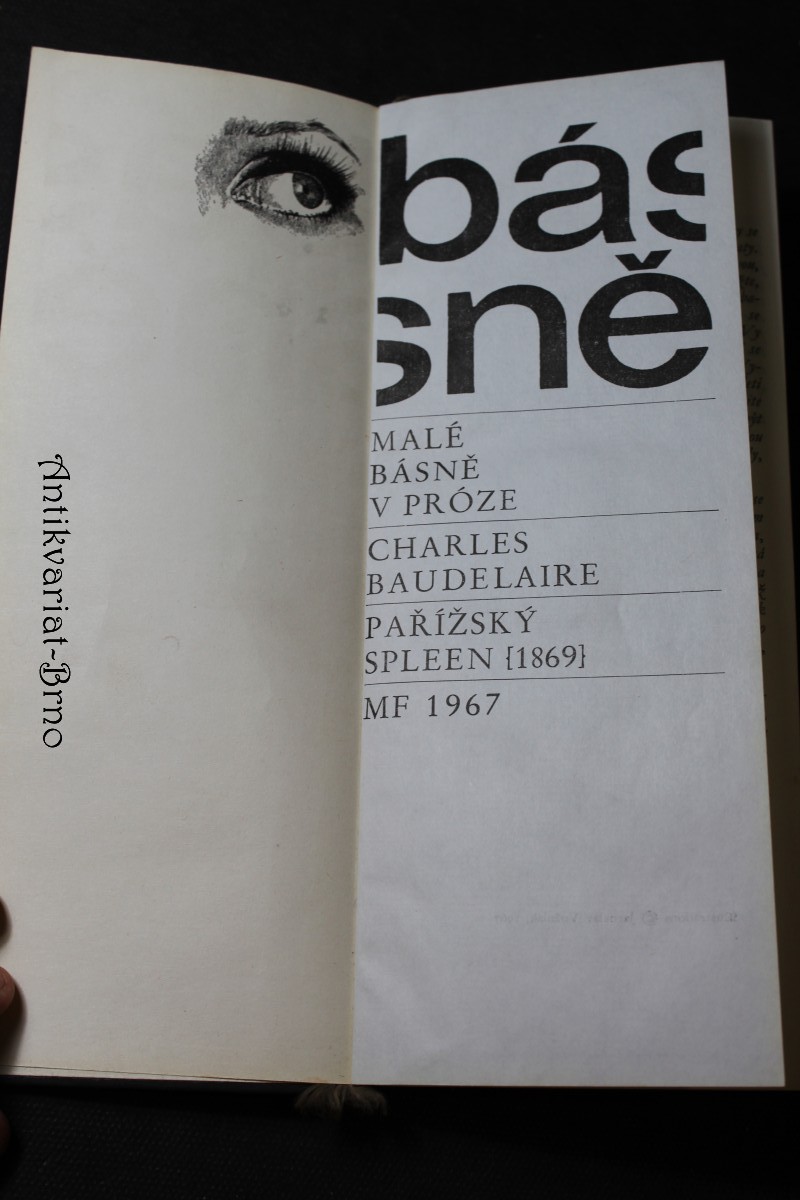 Antikvariat~Brno
bás
sně
MALÉ
BÁSNĚ
V PRÓZE
CHARLES
BAUDELAIRE
PAŘÍŽSKÝ
SPLEEN {1869}
MF 1967